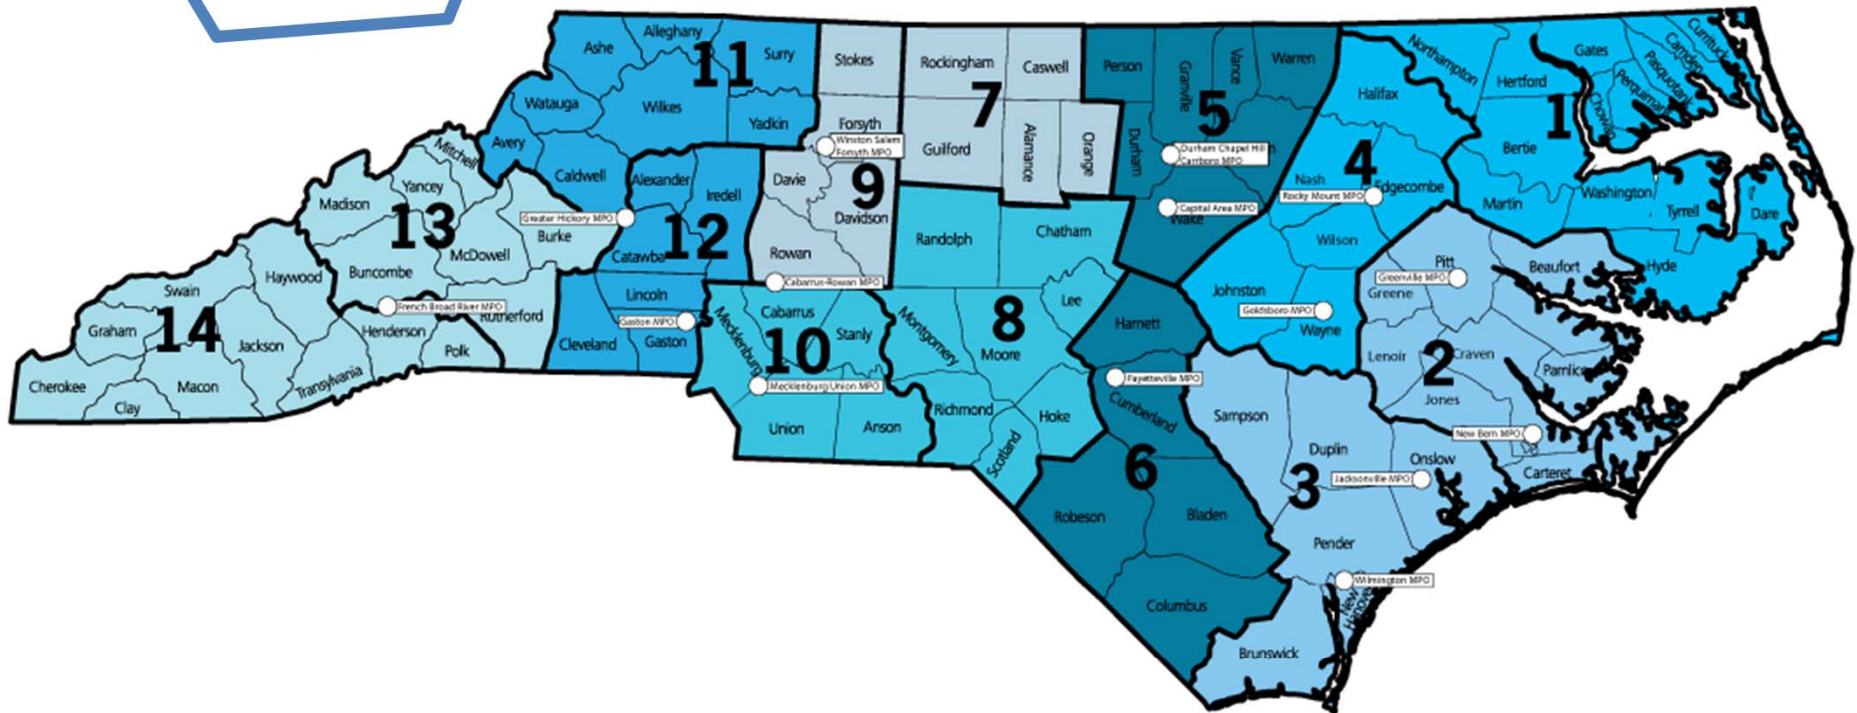 Ashe
Alleghany
Surry
11
Watauga
Wilkes
Yadkin
Avery
Caldwell
Stokes
Forsyth
Winston Salem
Forsyth MPO
Davie
9
Davidson
Rowan
Cabarrus-Rowan MPO
Rockingham
Caswell
7
Guilford
Alamance
Orange
Person
Granville
Vance
Warren
5
Durham
Durham Chapel Hill
Carrboro MPO
Capital Area MPO
Wake
Northampton
Hertford
Gates
Currituck
Camden
Pasquotank
Perquimans
Chowan
1
Bertie
Martin
Washington
Tyrrell
Dare
Hyde
Halifax
4
Nash
Edgecombe
Rocky Mount MPO
Wilson
Johnston
Goldsboro MPO
Wayne
Mitchell
Yancey
Madison
13
McDowell
Buncombe
Burke
French Broad River MPO
Rutherford
Greater Hickory MPO
Alexander
Iredell
12
Catawba
Lincoln
Gaston MPO
Cleveland
Gaston
Swain
Haywood
Graham
14
Jackson
Henderson
Polk
Cherokee
Macon
Clay
Transylvania
Mecklenburg
Cabarrus
Stanly
10
Mecklenburg Union MPO
Union
Anson
Randolph
Chatham
Lee
8
Montgomery
Moore
Richmond
Hoke
Scotland
Harnett
Fayetteville MPO
Cumberland
6
Robeson
Bladen
Columbus
Pitt
Greenville MPO
Greene
Beaufort
Lenoir
Craven
2
Pamlico
Jones
New Bern MPO
Carteret
Sampson
Duplin
Onslow
3
Jacksonville MPO
Pender
Wilmington MPO
New
Hanover
Brunswick